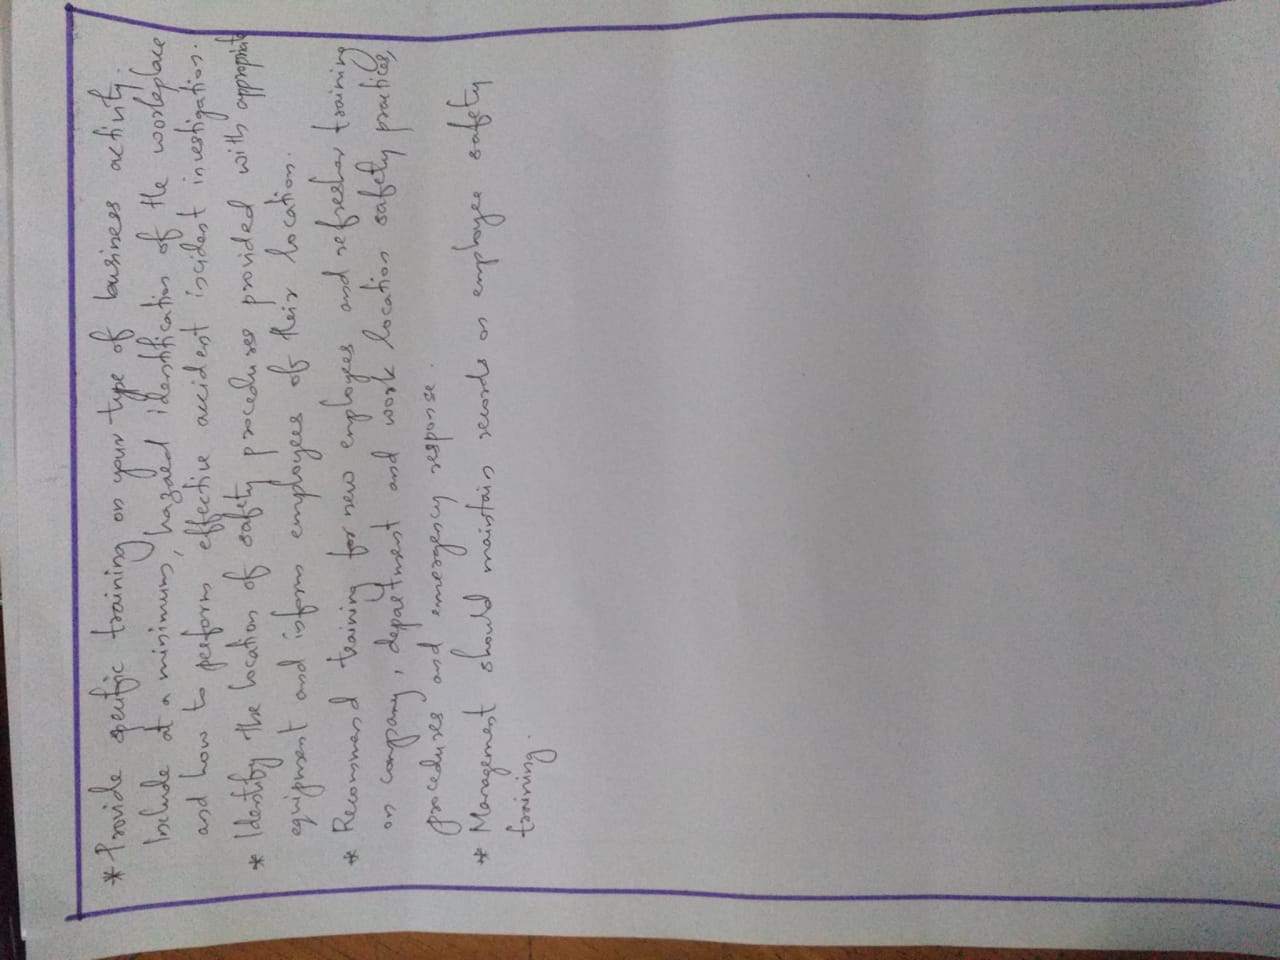 * Provide specific training on your type of business activity.
Include at a minimum, hazard identification of the workplace
and how to perform effective accident incident investigation.
* Identify the location of safety procedures provided with appropriate
equipment and inform employees of their location.
* Recommend training for new employees and refresher training
on company, department and work location safety practices,
procedures and emergency response.
* Management should maintain records on employee safety
training.